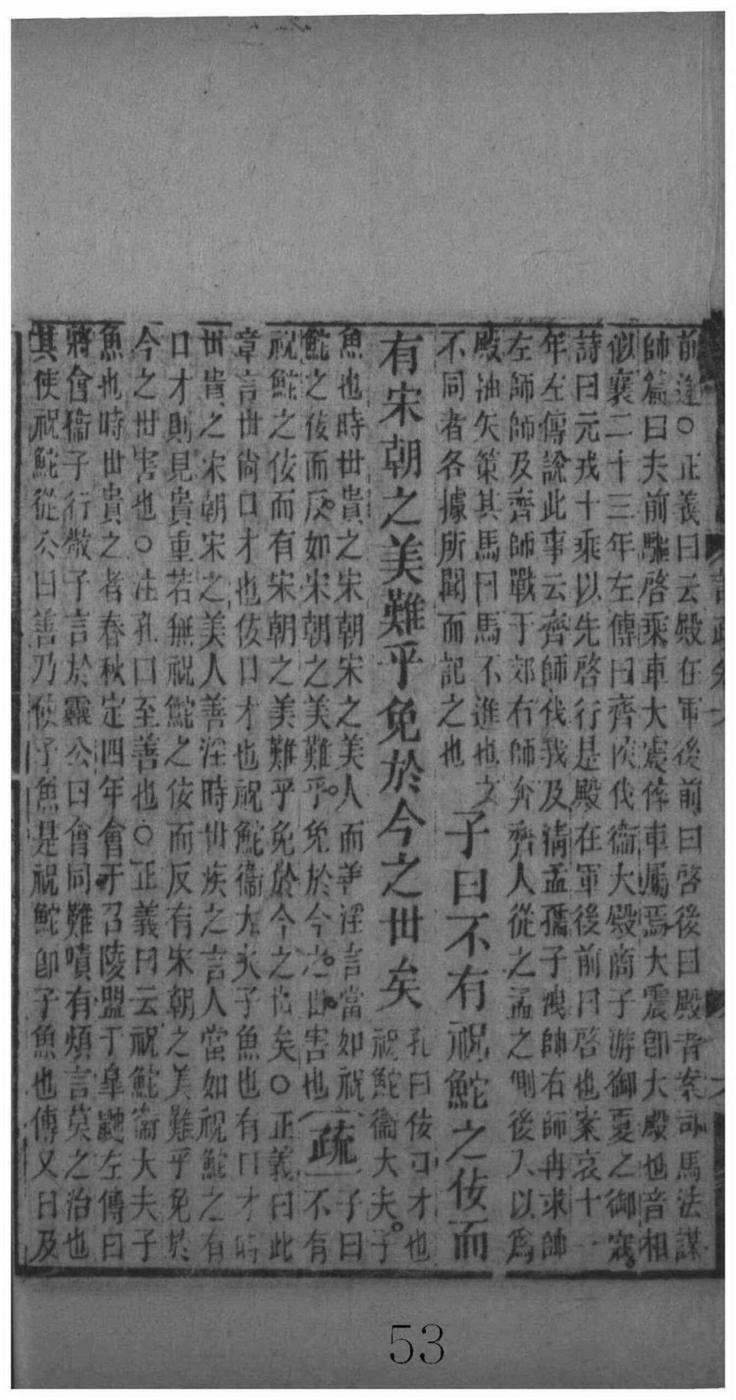 前達○正義曰云殿在軍後前曰啓後曰殿者案司馬法謀
帥篇曰夫前驅啓乘車大震倅車屬焉大震卽大殿也音相
似襄二十三年左傳曰齊侯伐衞大殿商子游御夏之御寇
詩曰元戎十乘以先啓行是殿在軍後前曰啓也案哀十一
年左傳說此事云齊師伐我及清孟孺子洩帥右師冉求帥
左師師及齊師戰于郊右師奔齊人從之孟之側後入以爲
殿抽矢策其馬曰馬不進也文
不同者各據所聞而記之也
子曰不有祝鮀之佞而
有宋朝之美難乎免於今之世矣
孔曰佞口才也
祝鮀衞大夫子
魚也時世貴之宋朝宋之美人而善淫言當如祝
鮀之佞而反如宋朝之美難乎免於今之世害也
疏
子曰
不有
祝鮀之佞而有宋朝之美難乎免於今之世矣○正義曰此
章言世尚口才也佞口才也祝鮀衞大夫子魚也有口才時
世貴之宋朝宋之美人善淫時世疾之言人當如祝鮀之有
口才則見貴重若無祝鮀之佞而反有宋朝之美難乎免於
今之世害也○注孔曰至善也○正義曰云祝鮀衞大夫子
魚也時世貴之者春秋定四年會于召陵盟于皐鼬左傳曰
將會衞子行敬子言於靈公曰會同難嘖有煩言莫之治也
其使祝鮀從公曰善乃使子魚是祝鮀卽子魚也傳又曰及
53